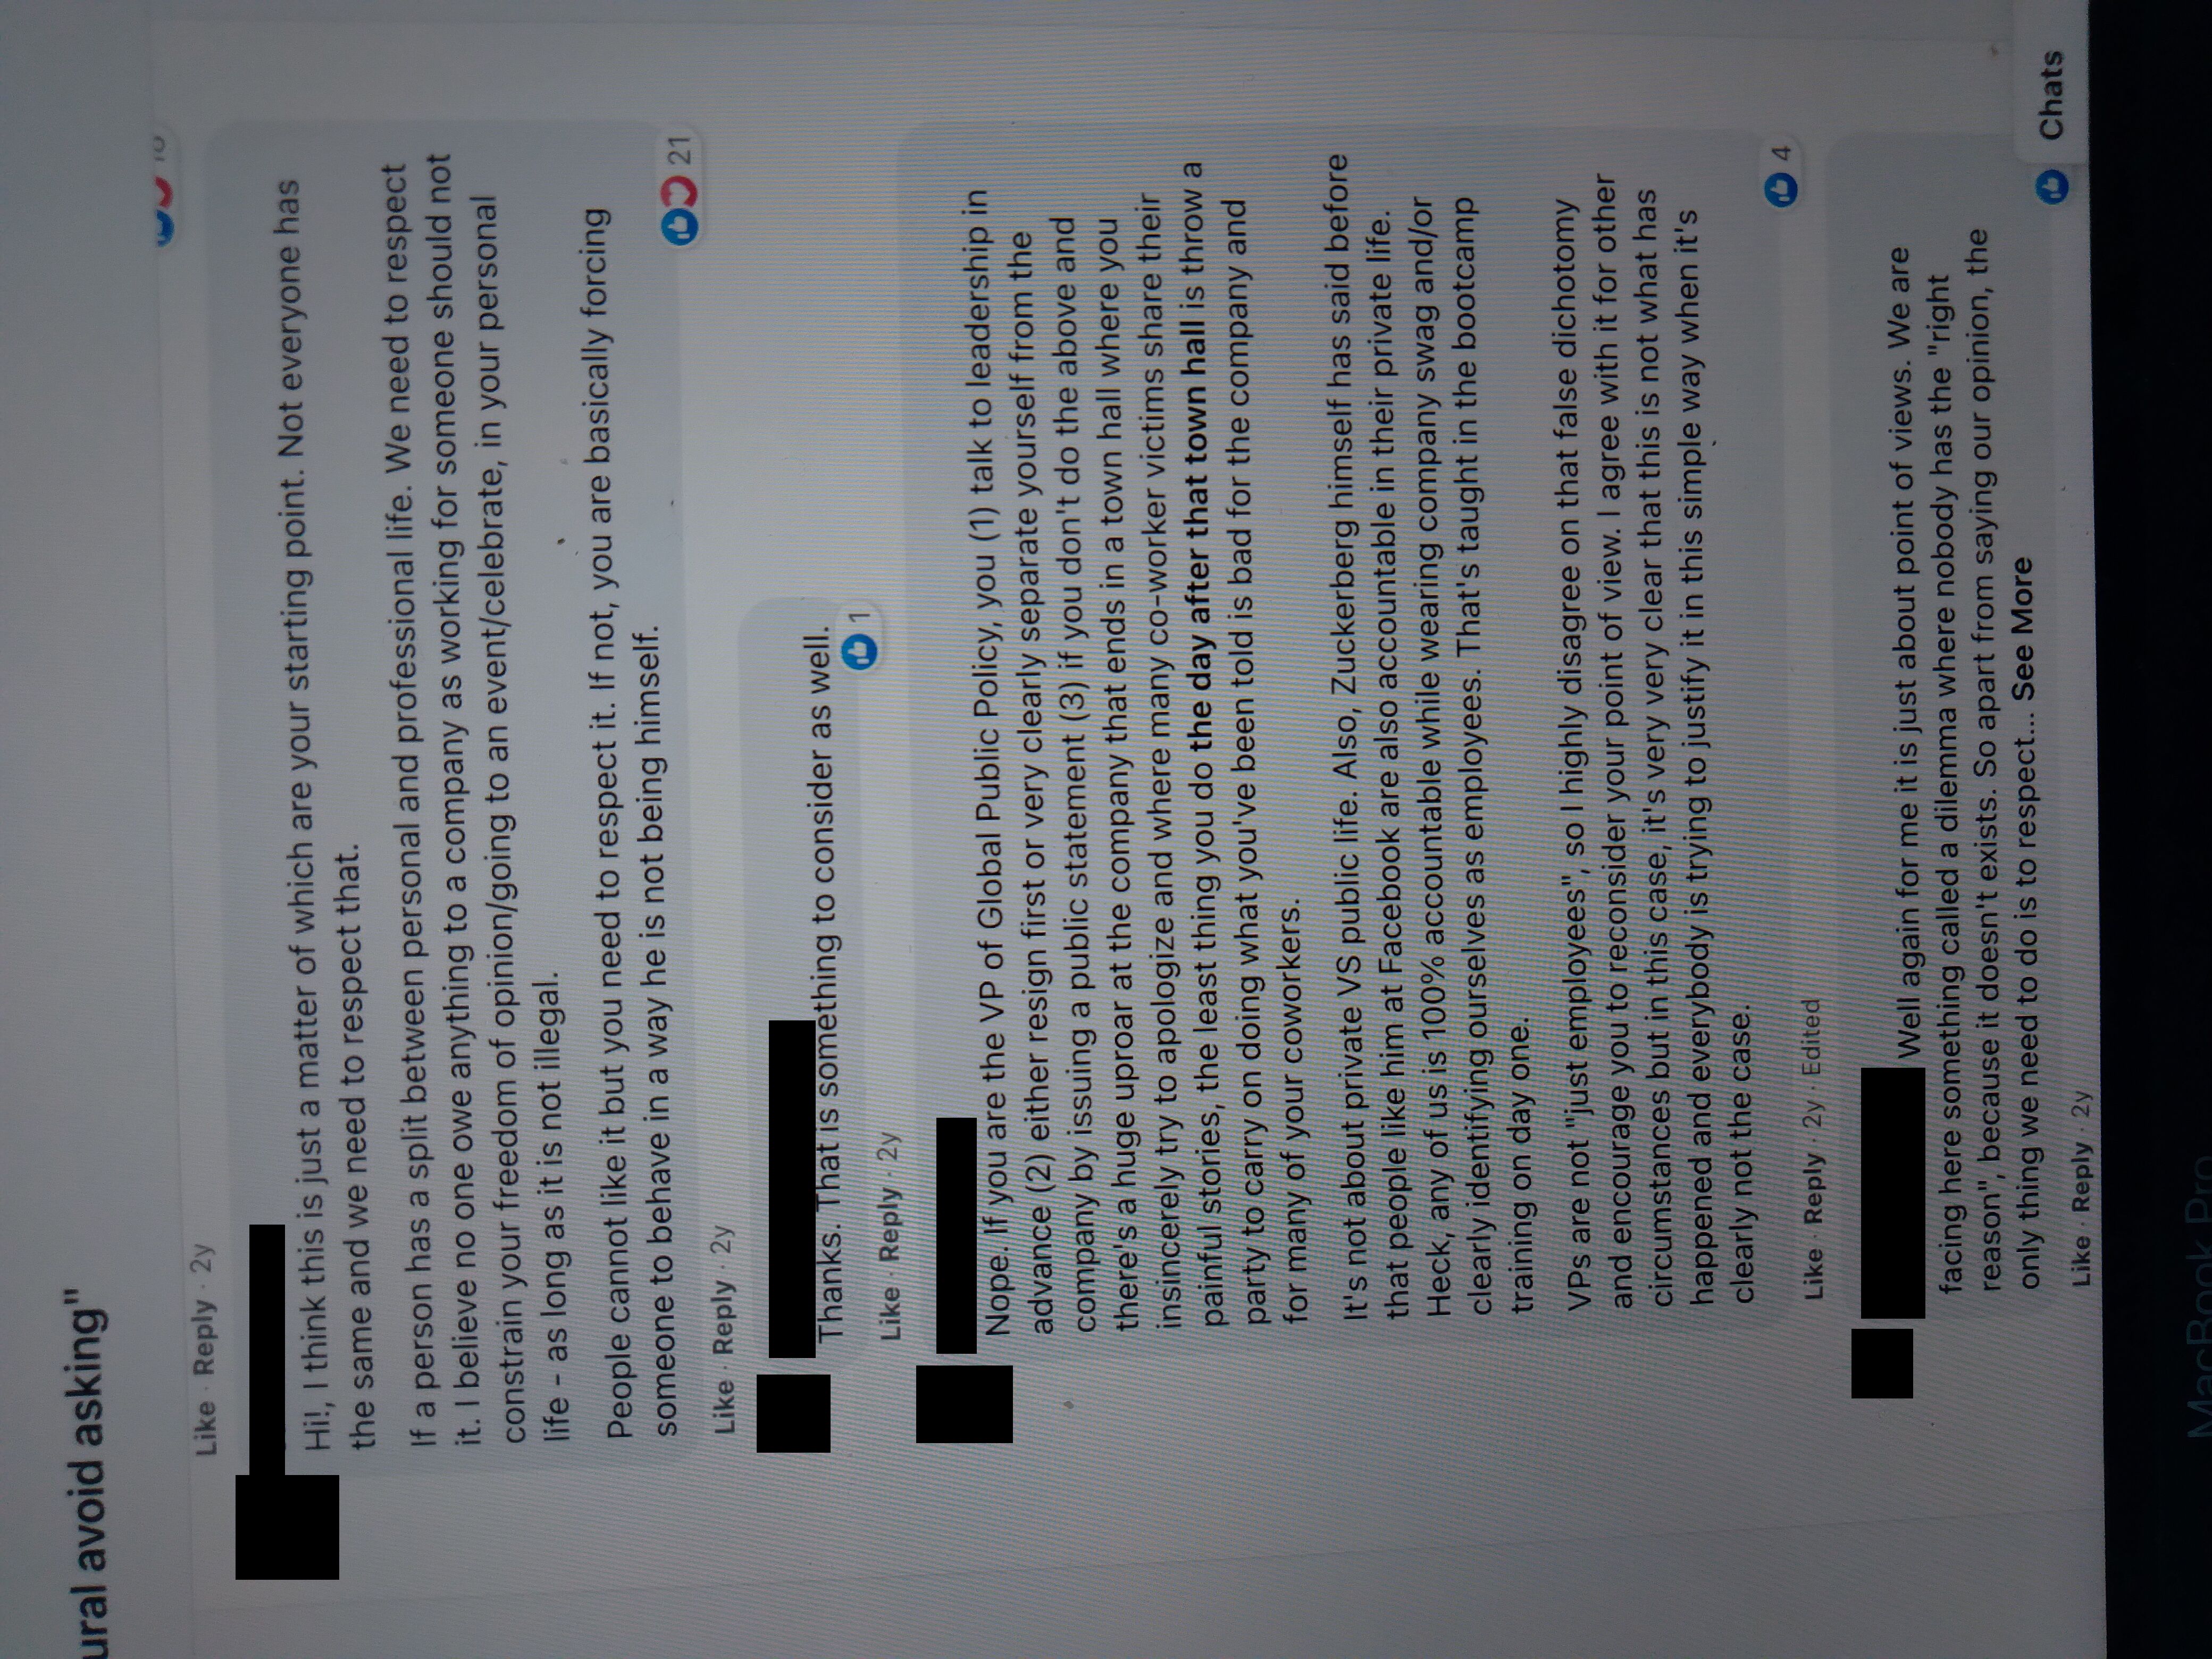 ural avoid asking"
Like · Reply · 2y
Hi!, I think this is just a matter of which are your starting point. Not everyone has
the same and we need to respect that.
If a person has a split between personal and professional life. We need to respect
it. I believe no one owe anything to a company as working for someone should not
constrain your freedom of opinion/going to an event/celebrate, in your personal
life - as long as it is not illegal.
People cannot like it but you need to respect it. If not, you are basically forcing
someone to behave in a way he is not being himself.
21
Like · Reply · 2y
Thanks. That is something to consider as well.
1
Like · Reply · 2y
Nope. If you are the VP of Global Public Policy, you (1) talk to leadership in
advance (2) either resign first or very clearly separate yourself from the
company by issuing a public statement (3) if you don't do the above and
there's a huge uproar at the company that ends in a town hall where you
insincerely try to apologize and where many co-worker victims share their
painful stories, the least thing you do the day after that town hall is throw a
party to carry on doing what you've been told is bad for the company and
for many of your coworkers.
It's not about private VS public life. Also, Zuckerberg himself has said before
that people like him at Facebook are also accountable in their private life.
Heck, any of us is 100% accountable while wearing company swag and/or
clearly identifying ourselves as employees. That's taught in the bootcamp
training on day one.
VPs are not "just employees", so I highly disagree on that false dichotomy
and encourage you to reconsider your point of view. I agree with it for other
circumstances but in this case, it's very very clear that this is not what has
happened and everybody is trying to justify it in this simple way when it's
clearly not the case.
4
Like · Reply · 2y · Edited
Well again for me it is just about point of views. We are
facing here something called a dilemma where nobody has the "right
reason", because it doesn't exists. So apart from saying our opinion, the
only thing we need to do is to respect... See More
Like · Reply · 2y
Chats
MacBook Pro